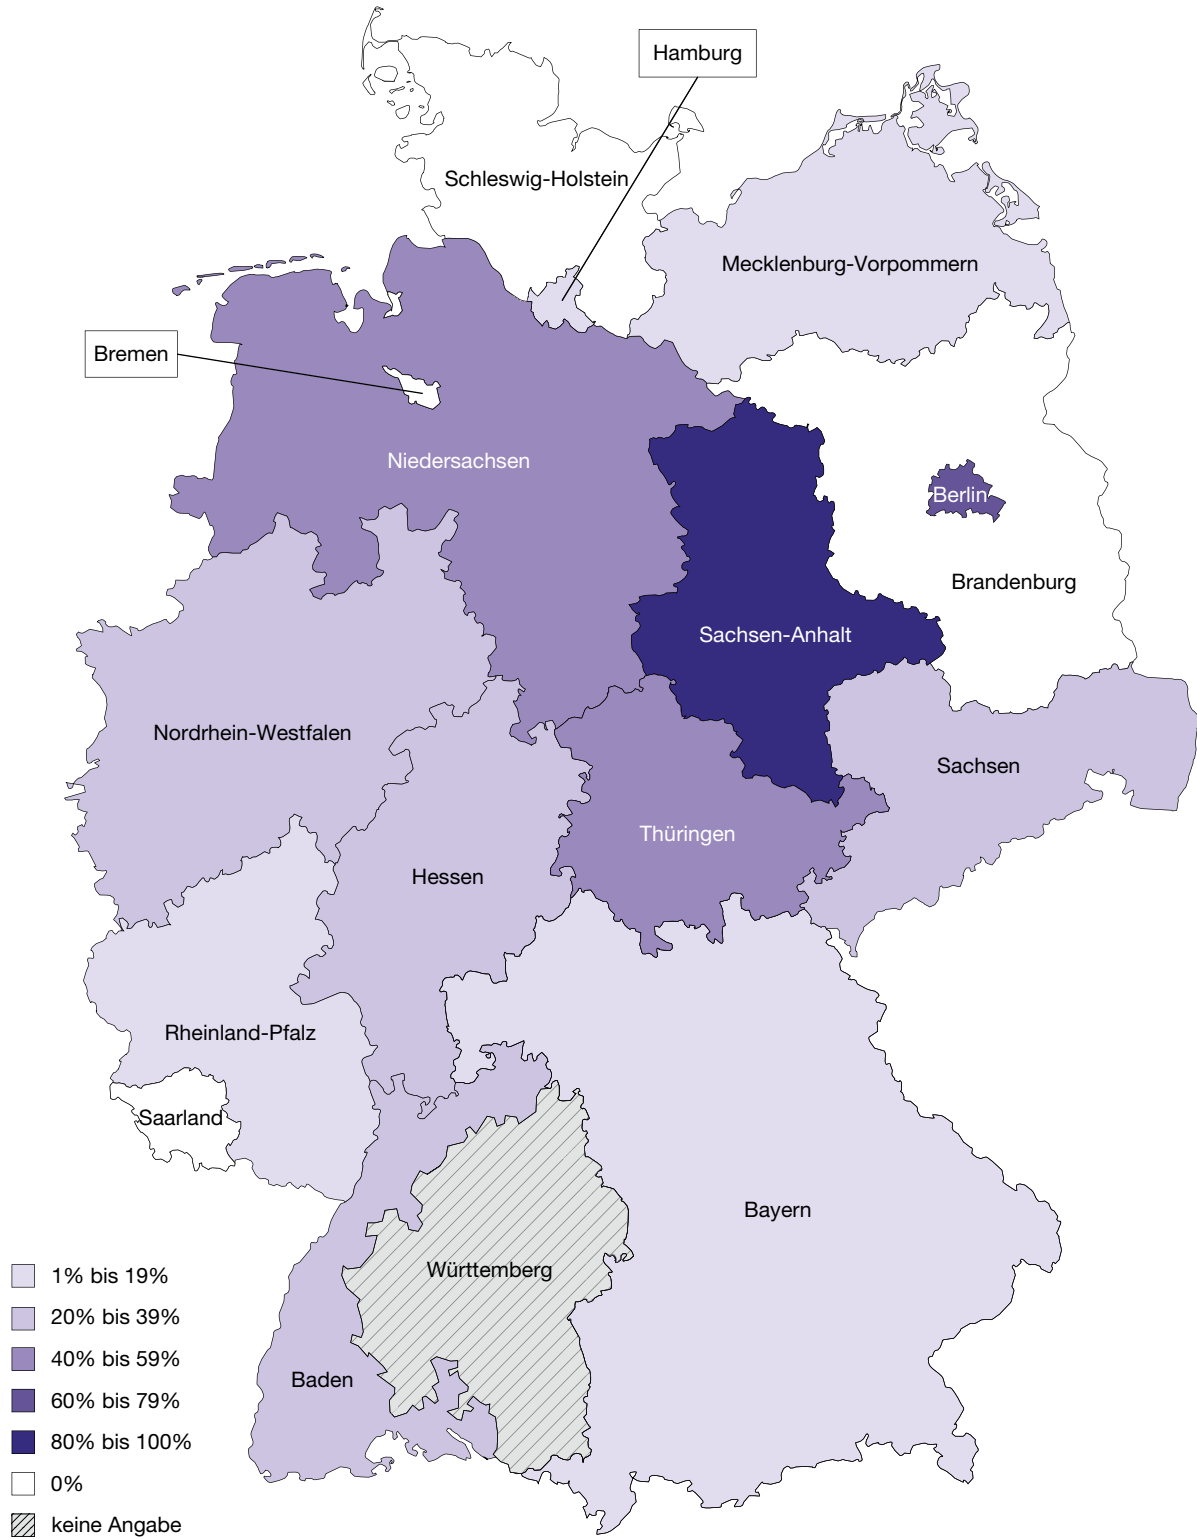 Hamburg
Schleswig-Holstein
Mecklenburg-Vorpommern
Bremen
Niedersachsen
Berlin
Brandenburg
Sachsen-Anhalt
Nordrhein-Westfalen
Sachsen
Thüringen
Hessen
Rheinland-Pfalz
Saarland
Bayern
Württemberg
Baden
1% bis 19%
20% bis 39%
40% bis 59%
60% bis 79%
80% bis 100%
0%
keine Angabe